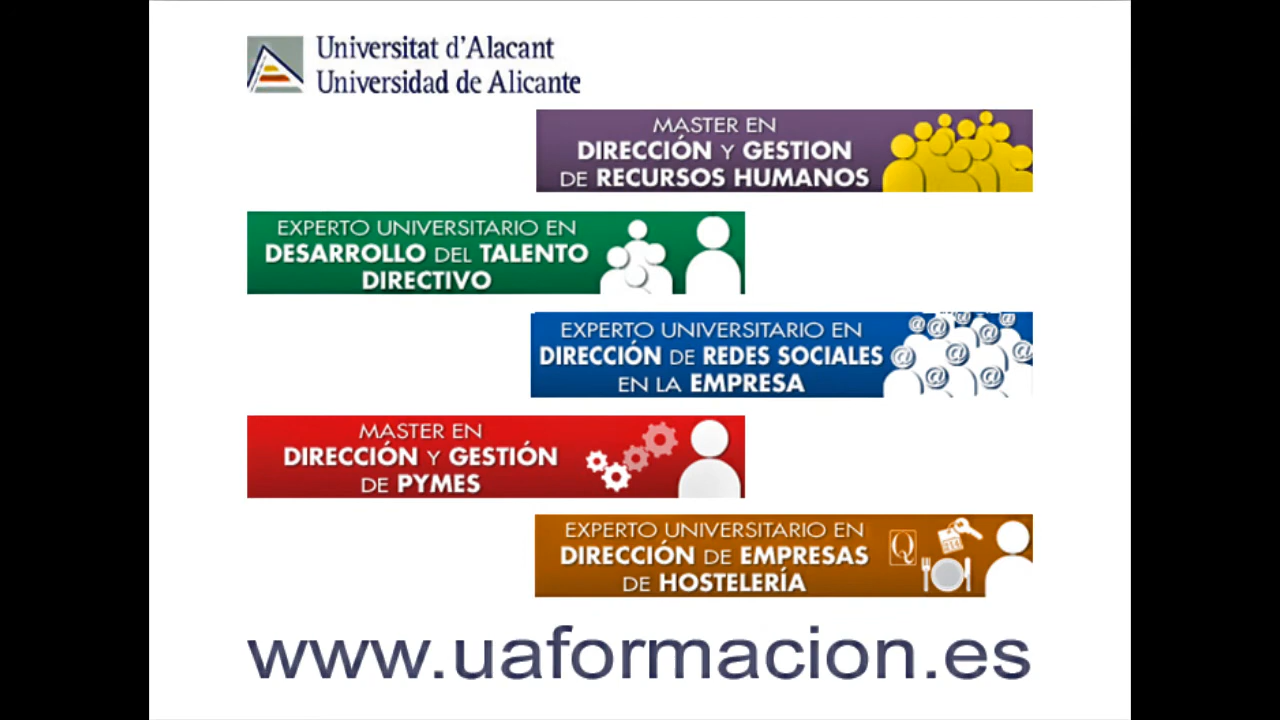 Universitat d'Alacant
Universidad de Alicante
MASTER EN
DIRECCIÓN Y GESTION
DE RECURSOS HUMANOS
EXPERTO UNIVERSITARIO EN
DESARROLLO DEL TALENTO
DIRECTIVO
EXPERTO UNIVERSITARIO EN
DIRECCIÓN DE REDES SOCIALES
EN LA EMPRESA
MASTER EN
DIRECCIÓN Y GESTIÓN
DE PYMES
EXPERTO UNIVERSITARIO EN
DIRECCIÓN DE EMPRESAS
DE HOSTELERÍA
Q
www.uaformacion.es